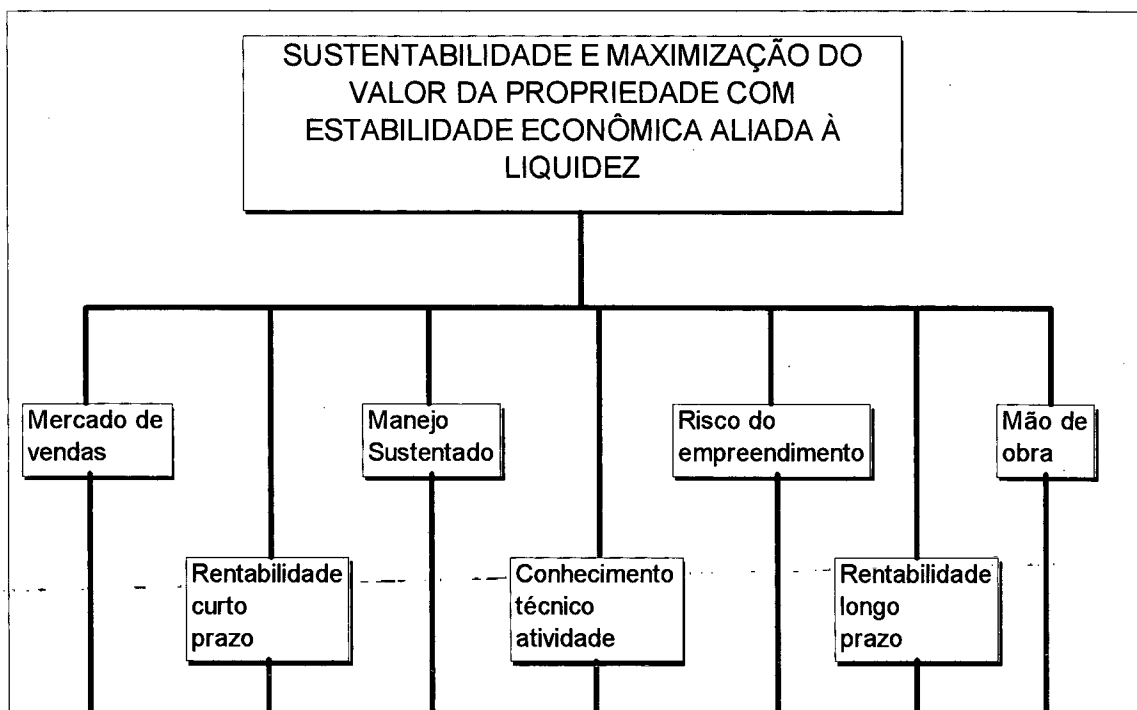 SUSTENTABILIDADE E MAXIMIZAÇÃO DO
VALOR DA PROPRIEDADE COM
ESTABILIDADE ECONÔMICA ALIADA À
LIQUIDEZ
Mercado de
vendas
Manejo
Sustentado
Risco do
empreendimento
Mão de
obra
Rentabilidade
curto
prazo
Conhecimento
técnico
atividade
Rentabilidade
longo
prazo